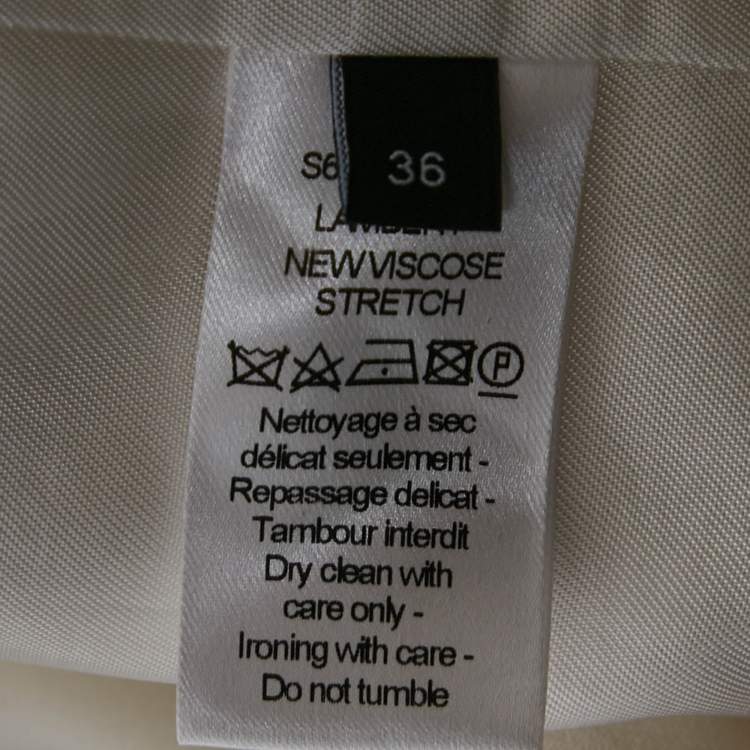 36
S6
NEW VISCOSE
STRETCH
P
Nettoyage à sec
délicat seulement -
Repassage delicat -
Tambour interdit
Dry clean with
care only -
Ironing with care -
Do not tumble